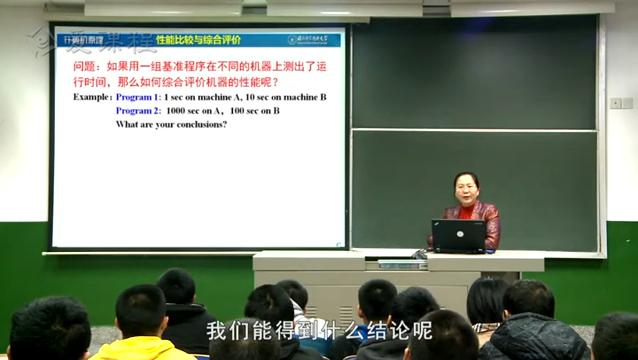 爱课程
计算机原理
性能比较与综合评价
问题：如果用一组基准程序在不同的机器上测出了运
行时间，那么如何综合评价机器的性能呢？
Example: Program 1: 1 sec on machine A, 10 sec on machine B
Program 2: 1000 sec on A, 100 sec on B
What are your conclusions?
我们能得到什么结论呢